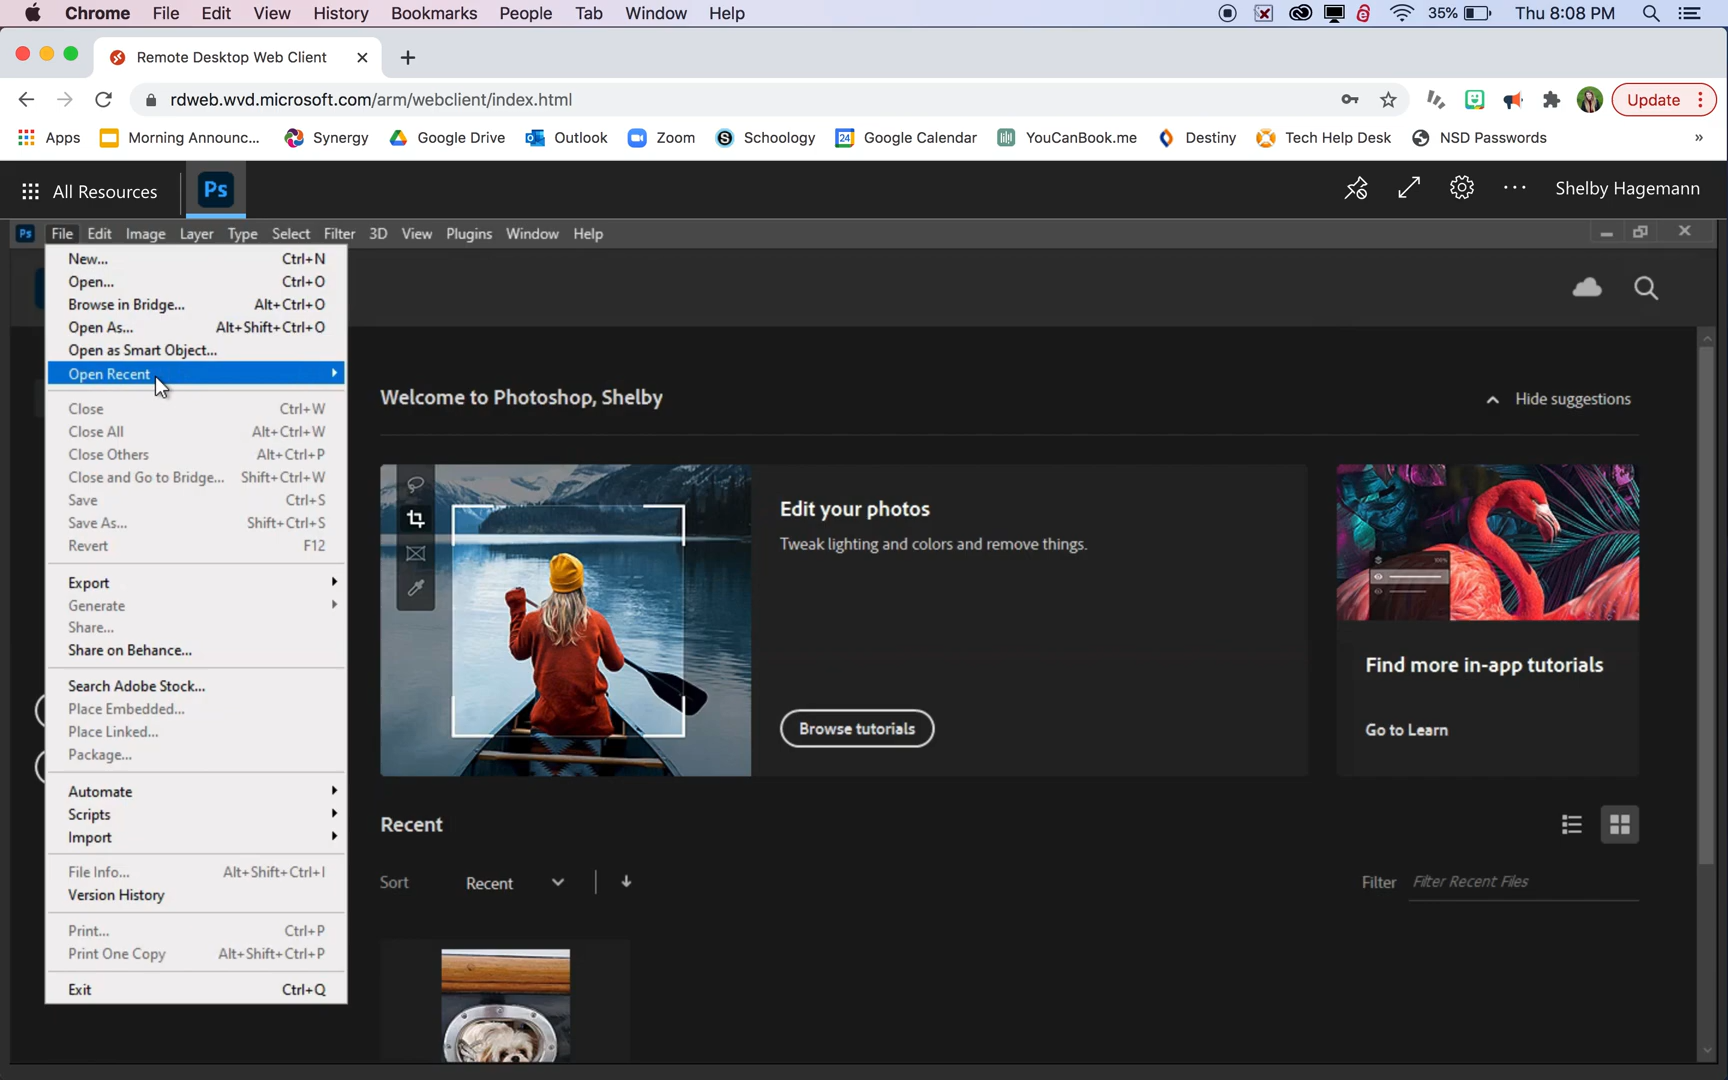 Chrome File Edit View History Bookmarks People Tab Window Help 35% Thu 8:08 PM
Remote Desktop Web Client
rdweb.wvd.microsoft.com/arm/webclient/index.html Update
Apps Morning Announc... Synergy Google Drive Outlook Zoom Schoology Google Calendar YouCanBook.me Destiny Tech Help Desk NSD Passwords »
All Resources Ps ... Shelby Hagemann
Ps File Edit Image Layer Type Select Filter 3D View Plugins Window Help
New... Ctrl+N
Open... Ctrl+O
Browse in Bridge... Alt+Ctrl+O
Open As... Alt+Shift+Ctrl+O
Open as Smart Object...
Open Recent
Close Ctrl+W
Close All Alt+Ctrl+W
Close Others Alt+Ctrl+P
Close and Go to Bridge... Shift+Ctrl+W
Save Ctrl+S
Save As... Shift+Ctrl+S
Revert F12
Export
Generate
Share...
Share on Behance...
Search Adobe Stock...
Place Embedded...
Place Linked...
Package...
Automate
Scripts
Import
File Info... Alt+Shift+Ctrl+I
Version History
Print... Ctrl+P
Print One Copy Alt+Shift+Ctrl+P
Exit Ctrl+Q
Welcome to Photoshop, Shelby
Hide suggestions
Edit your photos
Tweak lighting and colors and remove things.
Browse tutorials
Find more in-app tutorials
Go to Learn
Recent
Sort Recent
Filter Filter Recent Files